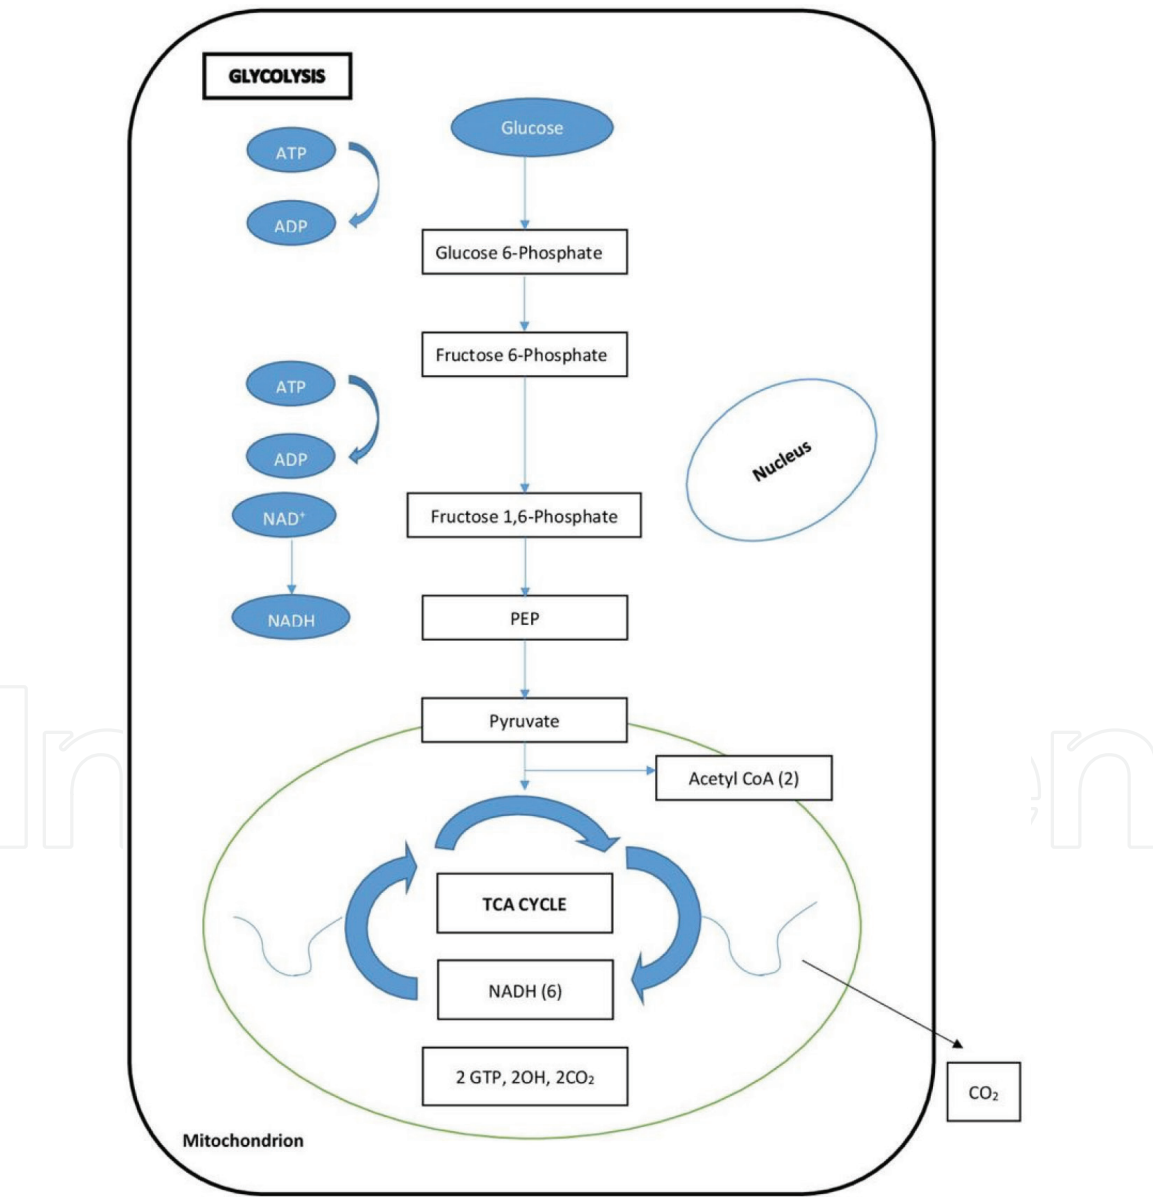 GLYCOLYSIS
Glucose
ATP
ADP
Glucose 6-Phosphate
Fructose 6-Phosphate
ATP
ADP
Nucleus
NAD⁺
Fructose 1,6-Phosphate
NADH
PEP
Pyruvate
Acetyl CoA (2)
TCA CYCLE
NADH (6)
2 GTP, 2OH, 2CO₂
CO₂
Mitochondrion